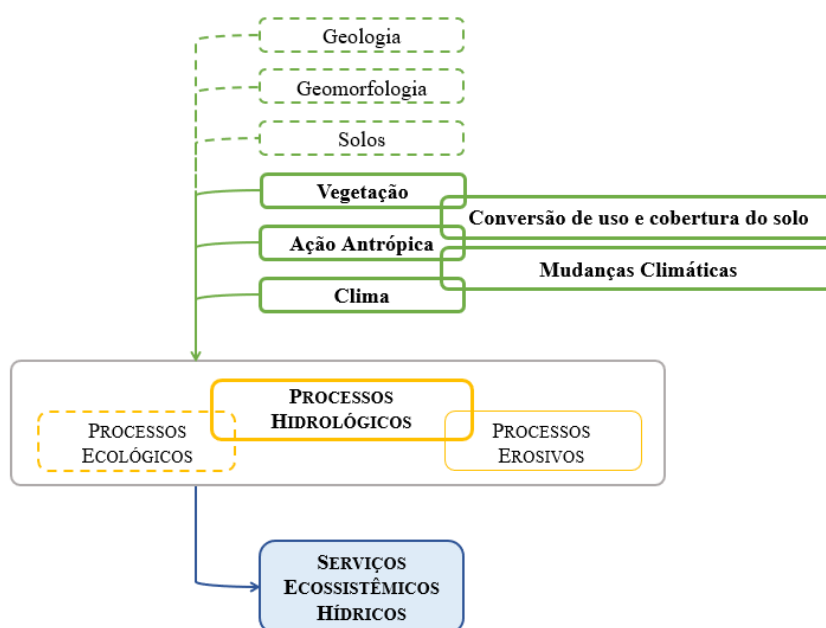 Geologia
Geomorfologia
Solos
Vegetação
Conversão de uso e cobertura do solo
Ação Antrópica
Mudanças Climáticas
Clima
PROCESSOS
HIDROLÓGICOS
PROCESSOS
ECOLÓGICOS
PROCESSOS
EROSIVOS
SERVIÇOS
ECOSSISTÊMICOS
HÍDRICOS